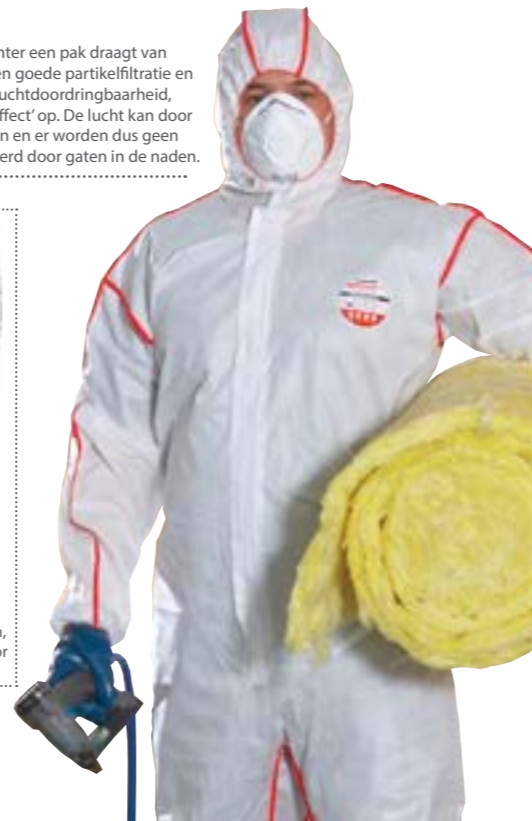 nter een pak draagt van
en goede partikelfiltratie en
uchtdoordringbaarheid,
ffect’ op. De lucht kan door
n en er worden dus geen
erd door gaten in de naden.
,
or